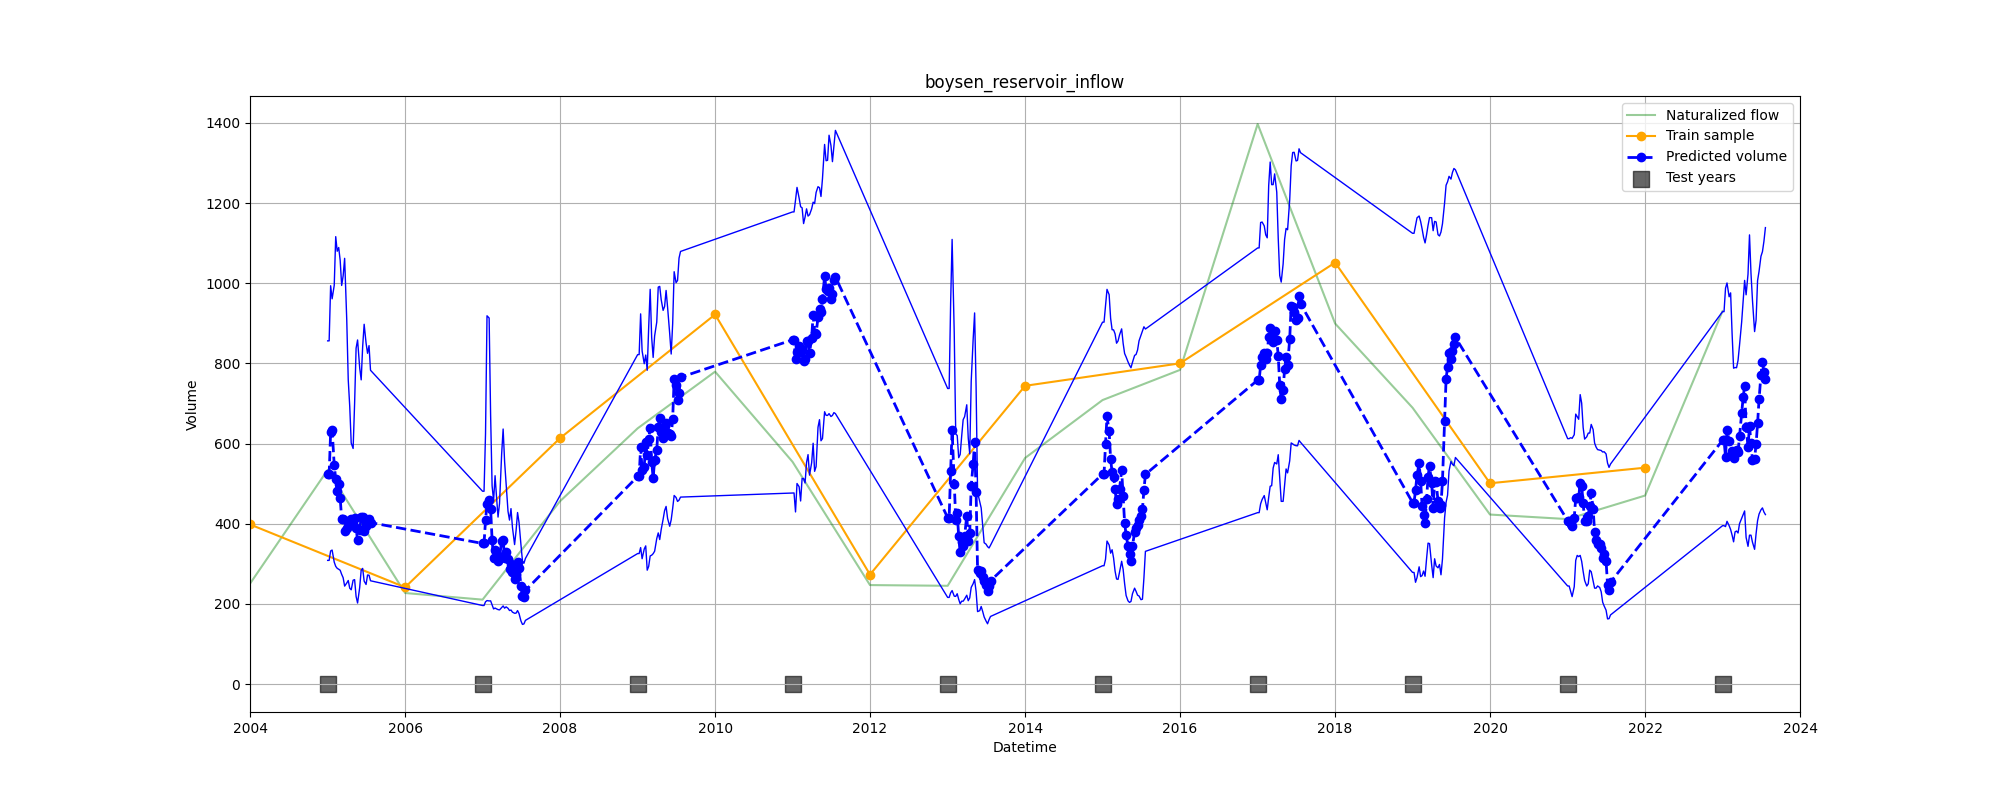 boysen_reservoir_inflow
Volume
1400
1200
1000
800
600
400
200
0
2004
2006
2008
2010
2012
2014
2016
2018
2020
2022
2024
Datetime
Naturalized flow
Train sample
Predicted volume
Test years